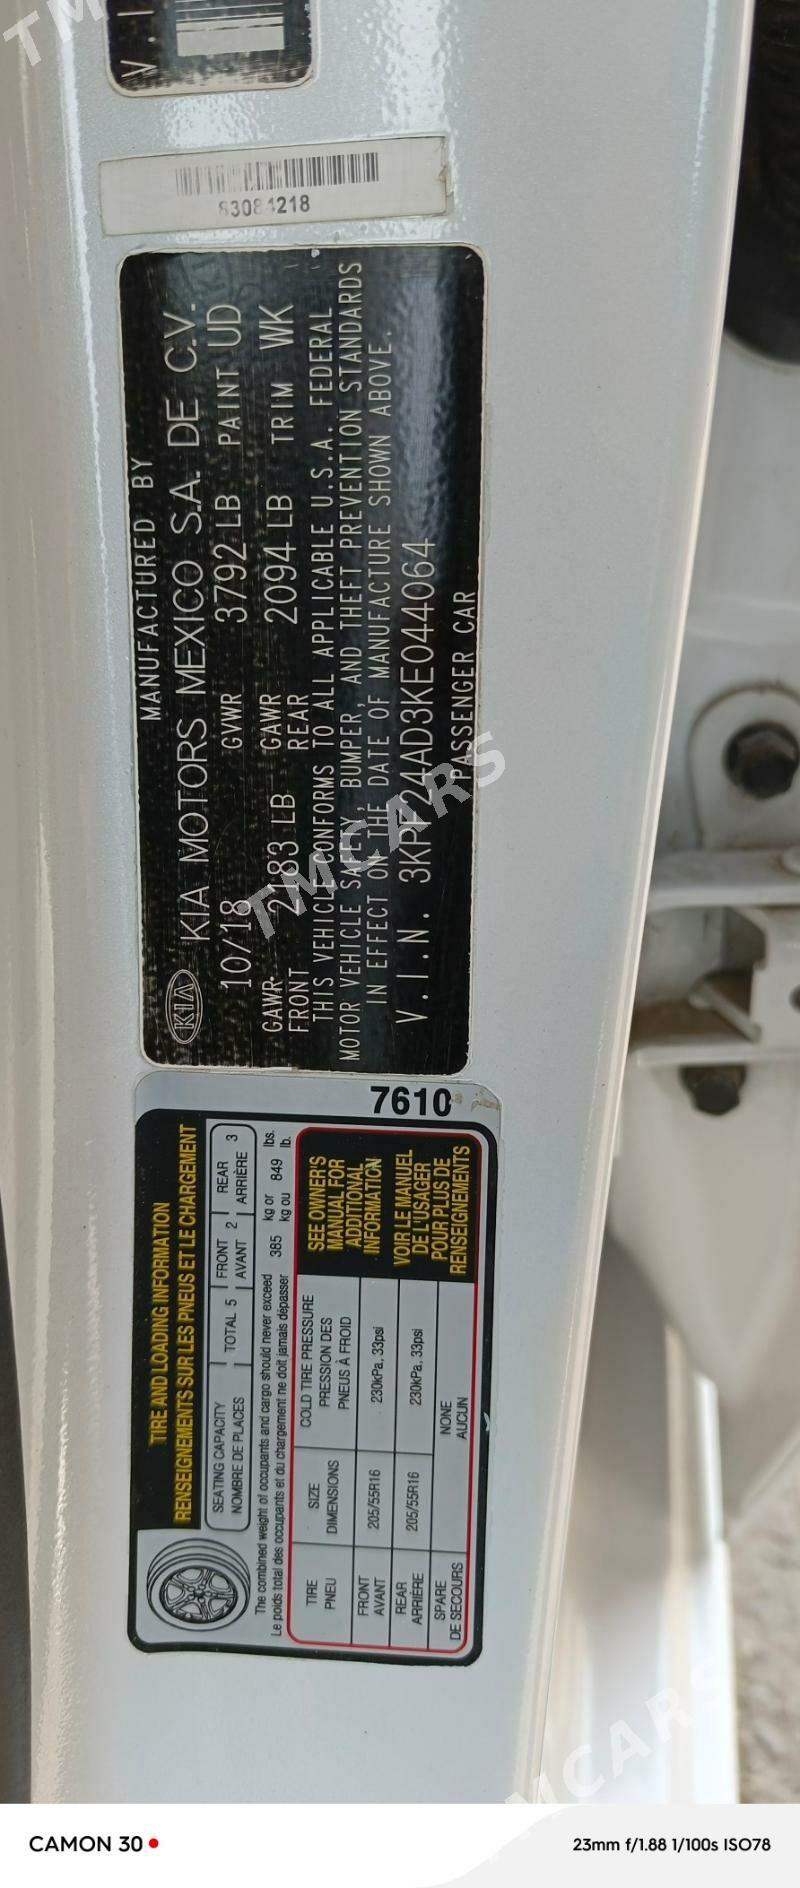 V.I
83084218
MANUFACTURED BY
KIA KIA MOTORS MEXICO S.A. DE C.V.
10/18 GVWR 3792 LB PAINT UD
GAWR FRONT 2183 LB GAWR REAR 2094 LB TRIM WK
THIS VEHICLE CONFORMS TO ALL APPLICABLE U.S.A. FEDERAL
MOTOR VEHICLE SAFETY, BUMPER, AND THEFT PREVENTION STANDARDS
IN EFFECT ON THE DATE OF MANUFACTURE SHOWN ABOVE.
V.I.N. 3KPF24AD3KE044064
PASSENGER CAR
7610
TIRE AND LOADING INFORMATION
RENSEIGNEMENTS SUR LES PNEUS ET LE CHARGEMENT
SEATING CAPACITY TOTAL 5 FRONT 2 REAR 3
NOMBRE DE PLACES AVANT ARRIÈRE
The combined weight of occupants and cargo should never exceed 385 kg or 849 lbs.
Le poids total des occupants et du chargement ne doit jamais dépasser kg ou lb.
TIRE SIZE COLD TIRE PRESSURE
PNEU DIMENSIONS PRESSION DES PNEUS À FROID
FRONT AVANT 205/55R16 230kPa, 33psi
REAR ARRIÈRE 205/55R16 230kPa, 33psi
SPARE DE SECOURS NONE AUCUN
SEE OWNER'S
MANUAL FOR
ADDITIONAL
INFORMATION
VOIR LE MANUEL
DE L'USAGER
POUR PLUS DE
RENSEIGNEMENTS
TMCARS
TMCARS
CAMON 30
23mm f/1.88 1/100s ISO78